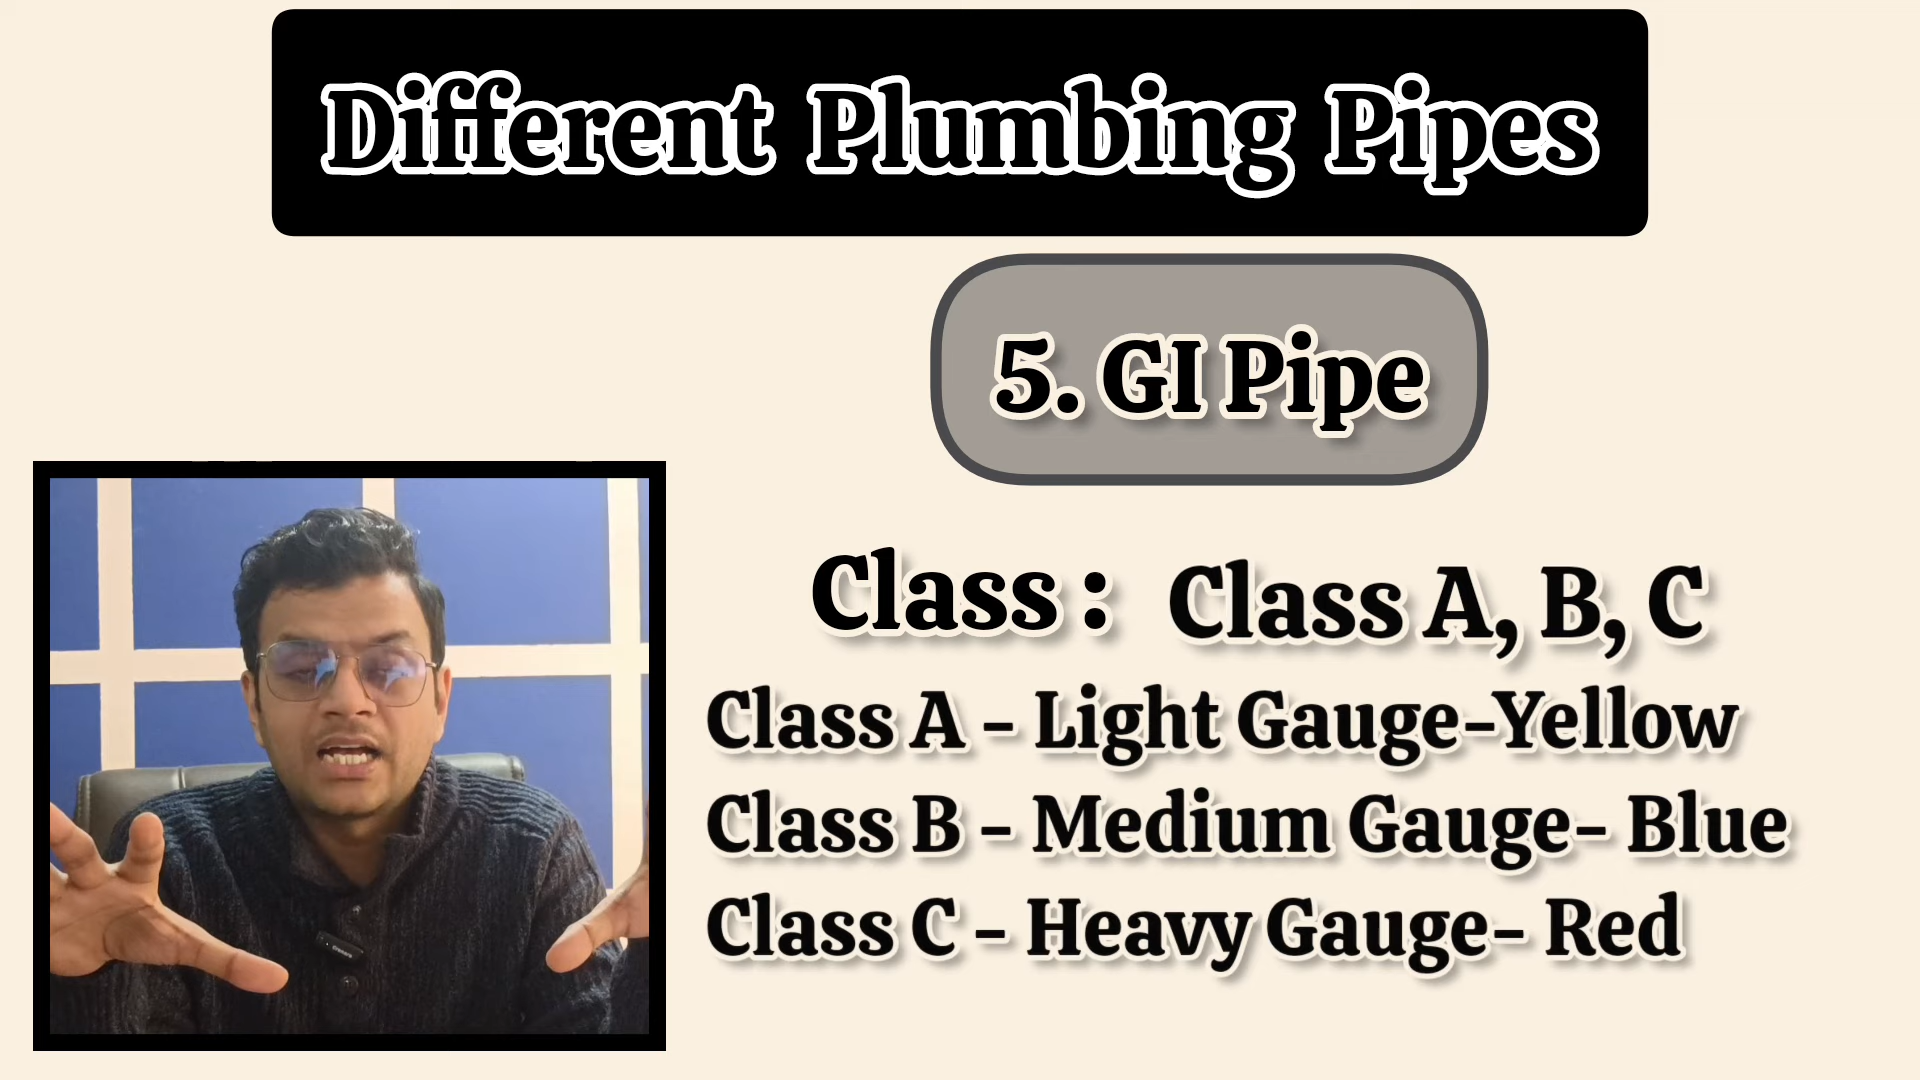 Different Plumbing Pipes
5. GI Pipe
Class : Class A, B, C
Class A - Light Gauge-Yellow
Class B - Medium Gauge- Blue
Class C - Heavy Gauge- Red